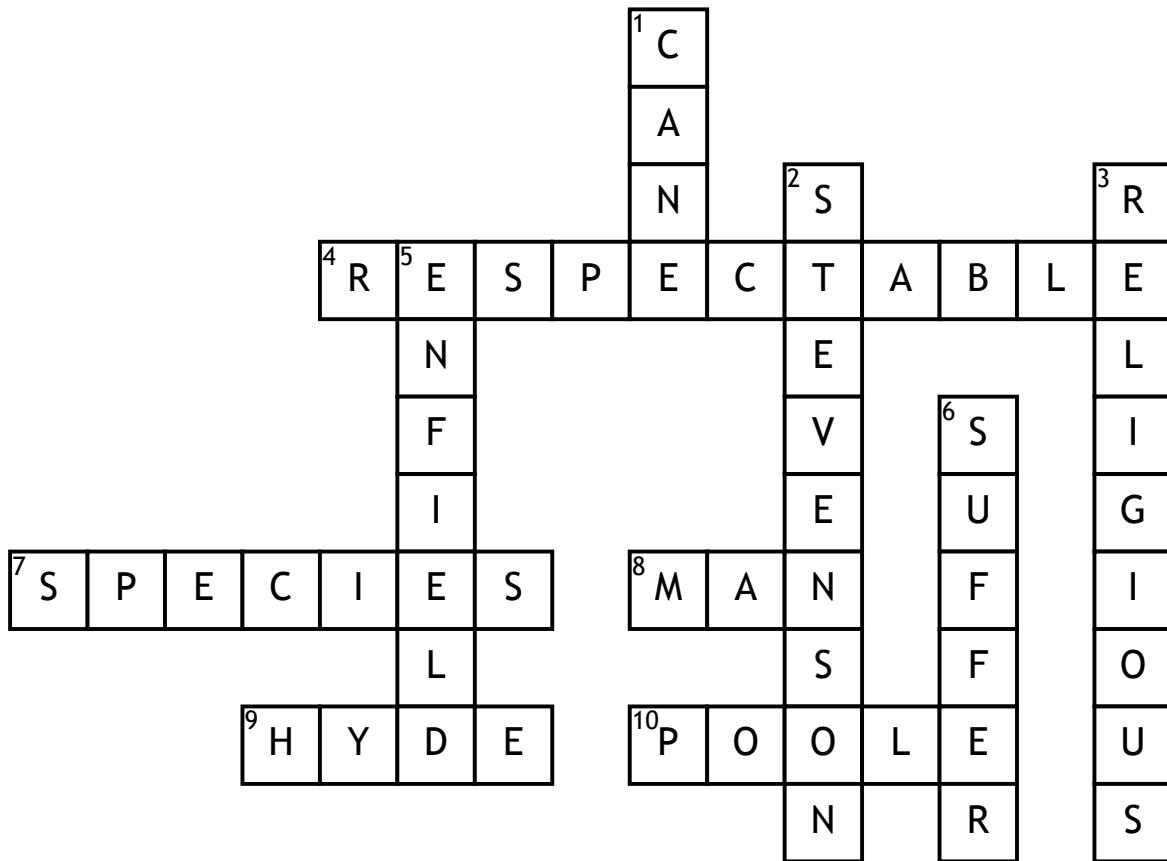 1 C
A
N 2 S 3 R
4 R 5 E S P E C T A B L E
N E L
F V 6 S I
I E U G
7 S P E C I E S 8 M A N F I
L S F O
9 H Y D E 10 P O O L E U
N R S